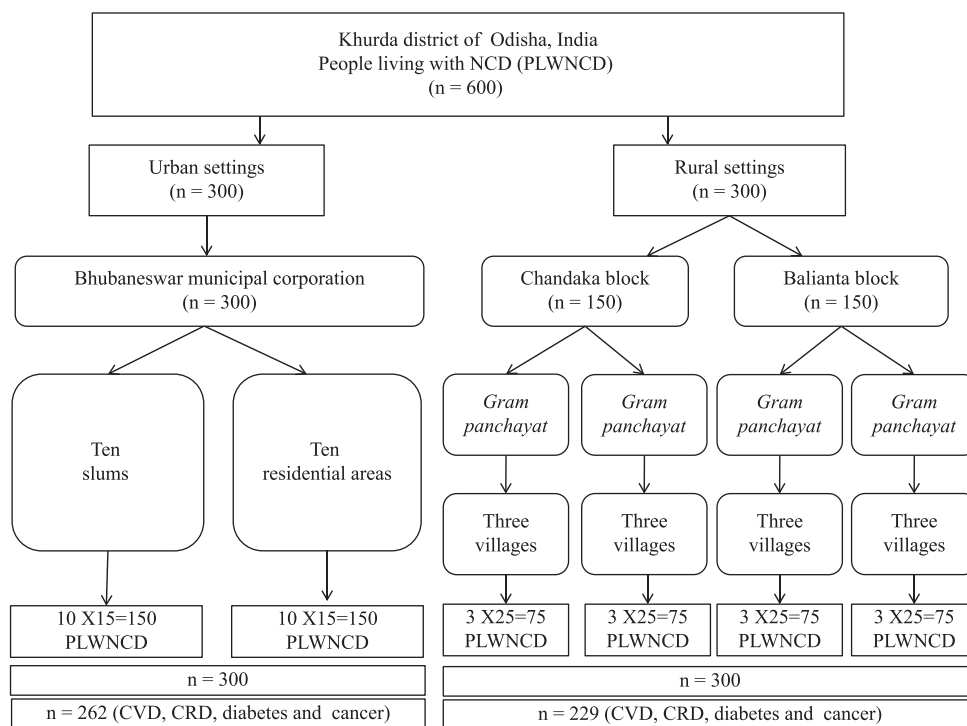 Khurda district of Odisha, India
People living with NCD (PLWNCD)
(n = 600)
Urban settings
(n = 300)
Rural settings
(n = 300)
Bhubaneswar municipal corporation
(n = 300)
Chandaka block
(n = 150)
Balianta block
(n = 150)
Ten
slums
Ten
residential areas
Gram
panchayat
Gram
panchayat
Gram
panchayat
Gram
panchayat
Three
villages
Three
villages
Three
villages
Three
villages
10 X15=150
PLWNCD
10 X15=150
PLWNCD
3 X25=75
PLWNCD
3 X25=75
PLWNCD
3 X25=75
PLWNCD
3 X25=75
PLWNCD
n = 300
n = 300
n = 262 (CVD, CRD, diabetes and cancer)
n = 229 (CVD, CRD, diabetes and cancer)